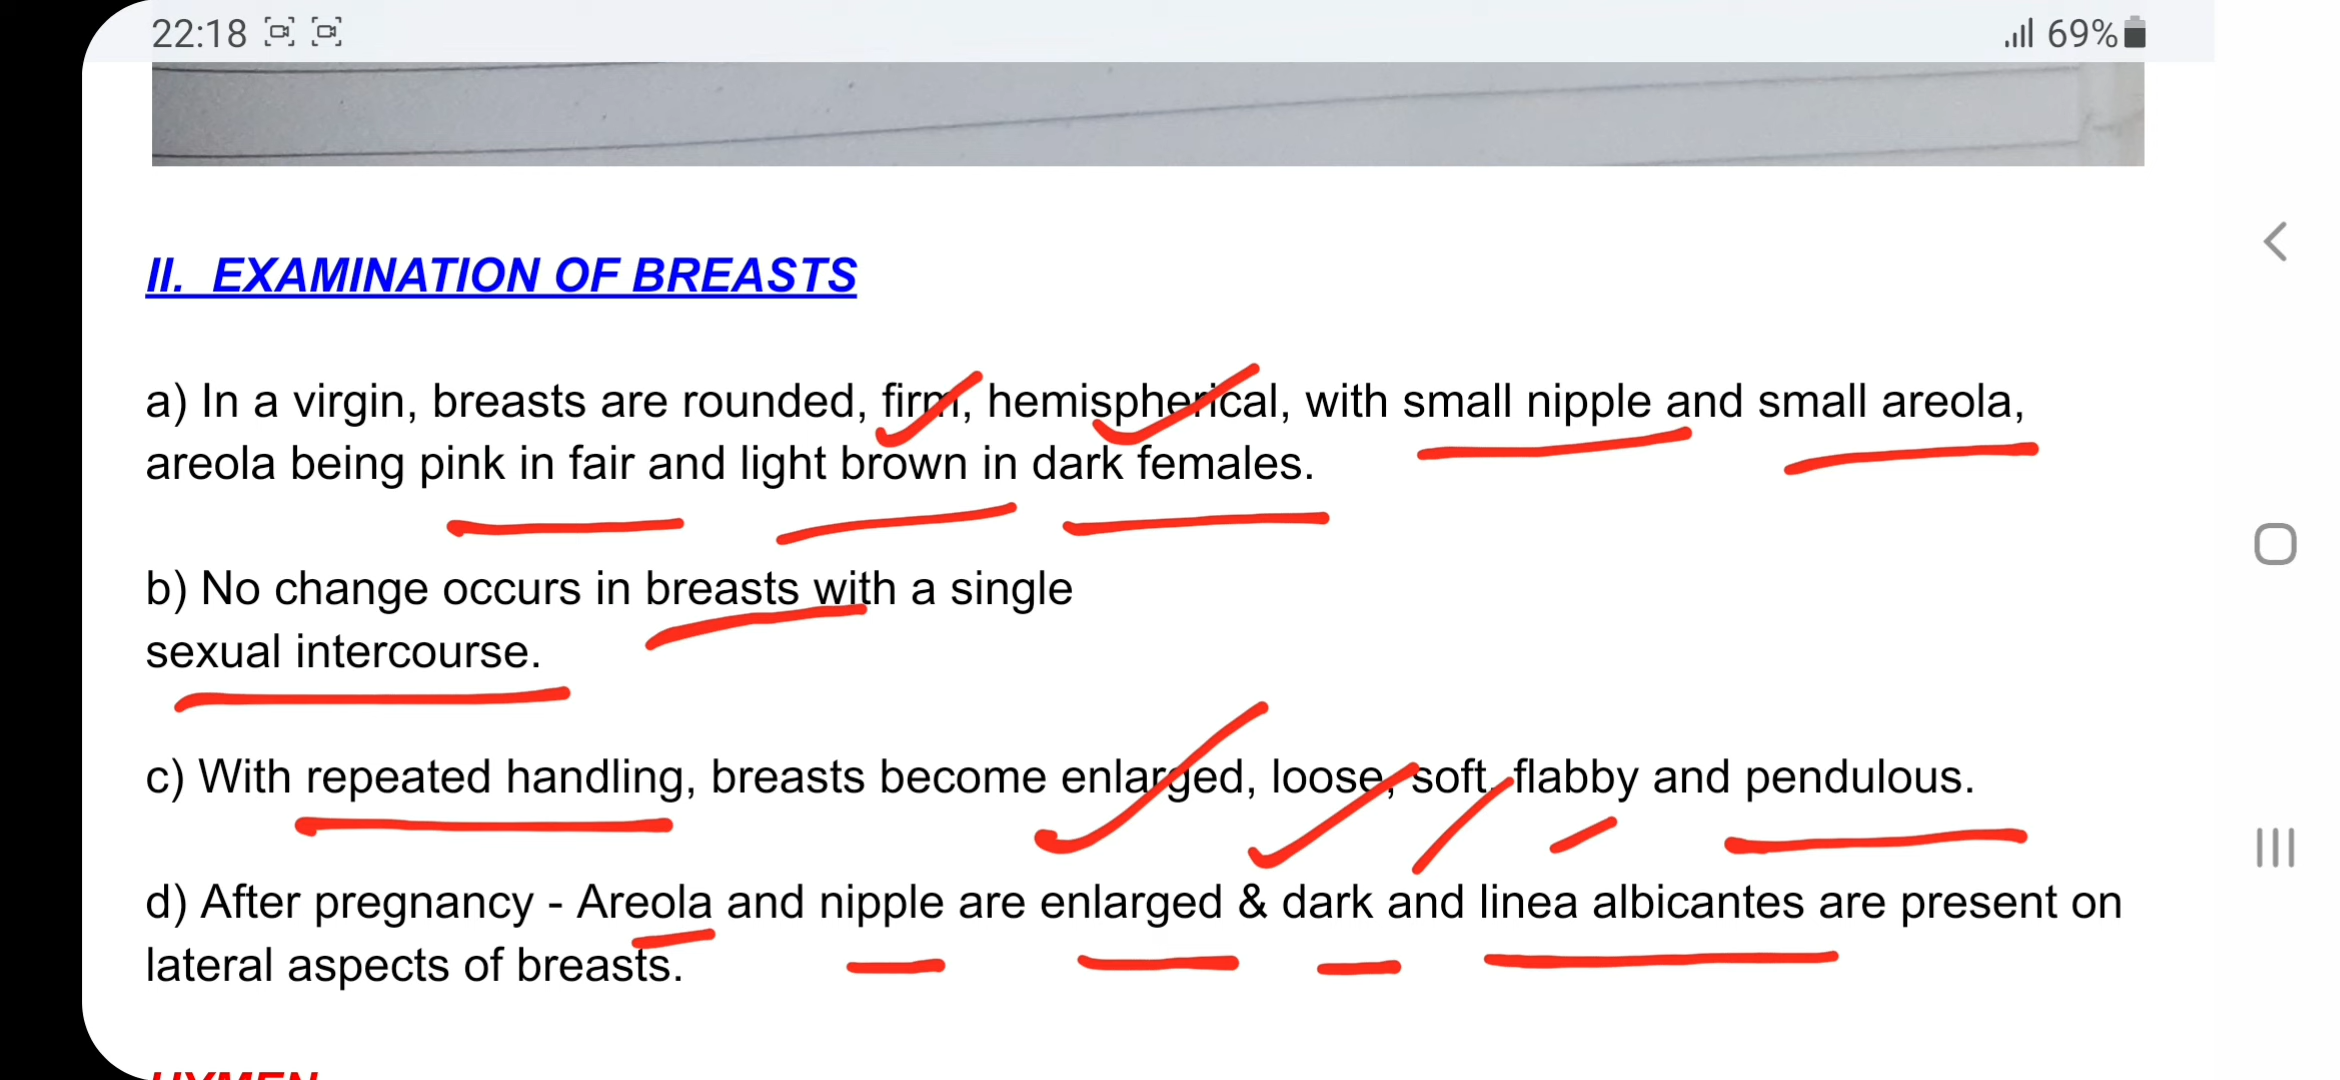 22:18
69%
II. EXAMINATION OF BREASTS
a) In a virgin, breasts are rounded, firm, hemispherical, with small nipple and small areola,
areola being pink in fair and light brown in dark females.
b) No change occurs in breasts with a single
sexual intercourse.
c) With repeated handling, breasts become enlarged, loose, soft, flabby and pendulous.
d) After pregnancy - Areola and nipple are enlarged & dark and linea albicantes are present on
lateral aspects of breasts.
HYMEN